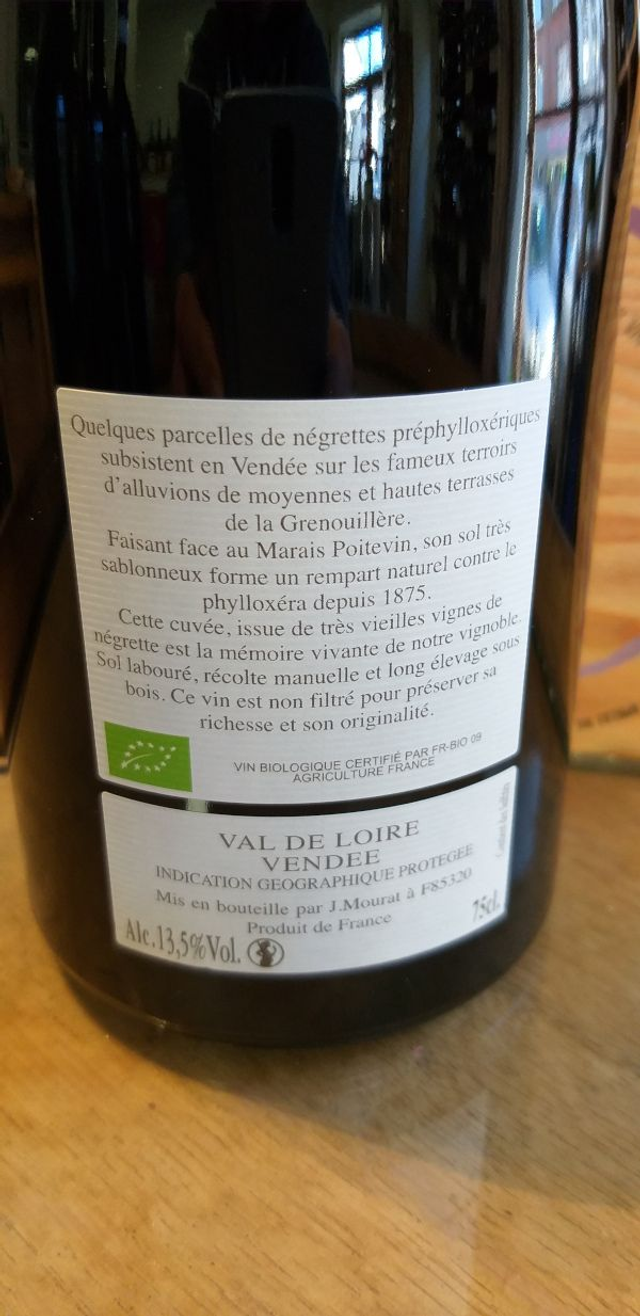 Quelques parcelles de négrettes préphylloxériques
subsistent en Vendée sur les fameux terroirs
d'alluvions de moyennes et hautes terrasses
de la Grenouillère.
Faisant face au Marais Poitevin, son sol très
sablonneux forme un rempart naturel contre le
phylloxéra depuis 1875.
Cette cuvée, issue de très vieilles vignes de
négrette est la mémoire vivante de notre vignoble.
Sol labouré, récolte manuelle et long élevage sous
bois. Ce vin est non filtré pour préserver sa
richesse et son originalité.
VIN BIOLOGIQUE CERTIFIÉ PAR FR-BIO 09
AGRICULTURE FRANCE
VAL DE LOIRE
VENDEE
INDICATION GEOGRAPHIQUE PROTEGEE
Mis en bouteille par J.Mourat à F85320
Produit de France
Alc.13,5%Vol.
75cl.